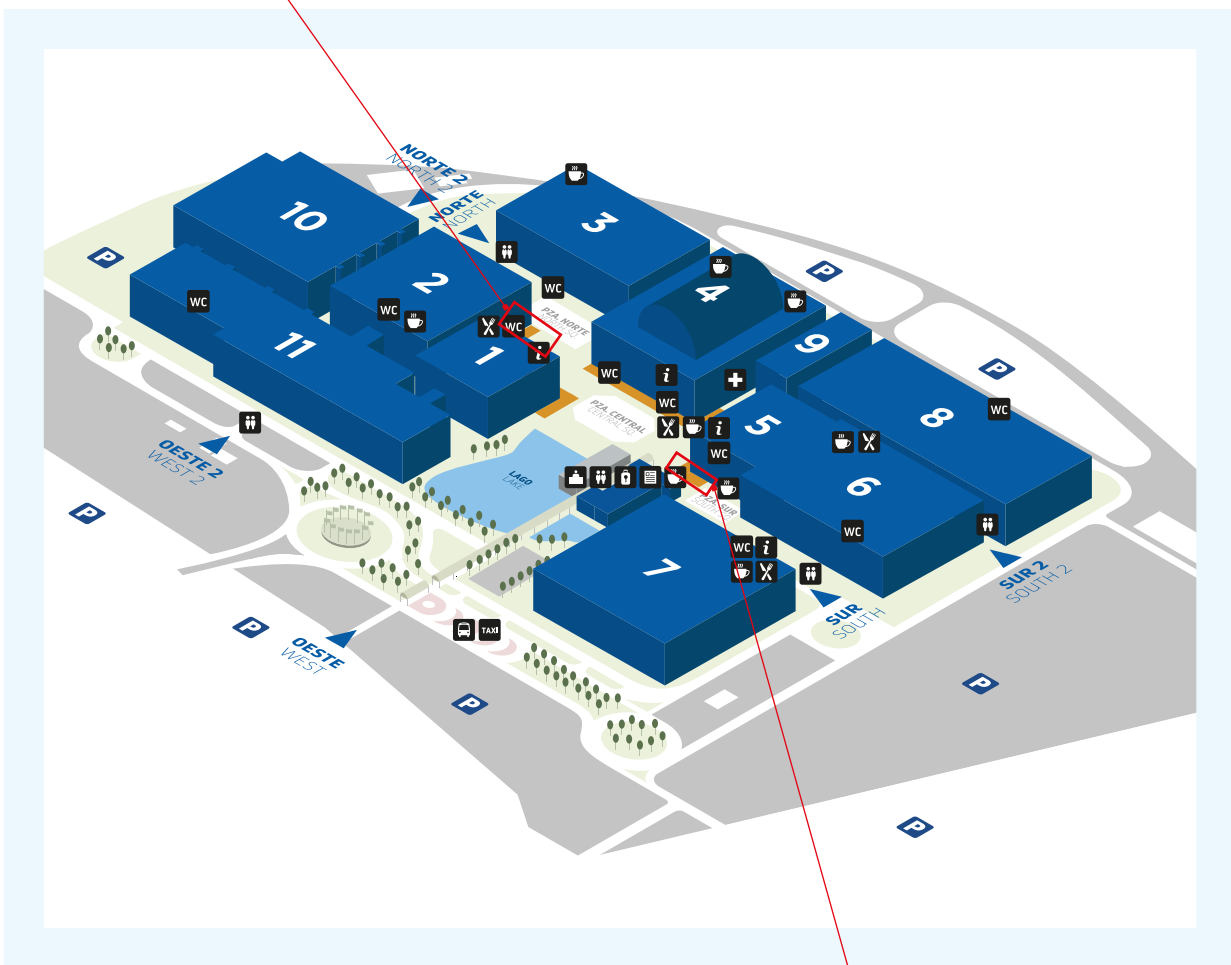 NORTE 2
NORTH 2
NORTE
NORTH
10
3
2
4
P
P
WC
WC
WC
PZA. NORTE
WC
i
11
1
9
P
WC
i
WC
PZA. CENTRAL
CENTRAL SQ.
5
i
WC
8
WC
OESTE 2
WEST 2
LAGO
LAKE
6
P
PZA. SUR
WC
WC
i
7
SUR 2
SOUTH 2
SUR
SOUTH
P
TAXI
OESTE
WEST
P
P
P